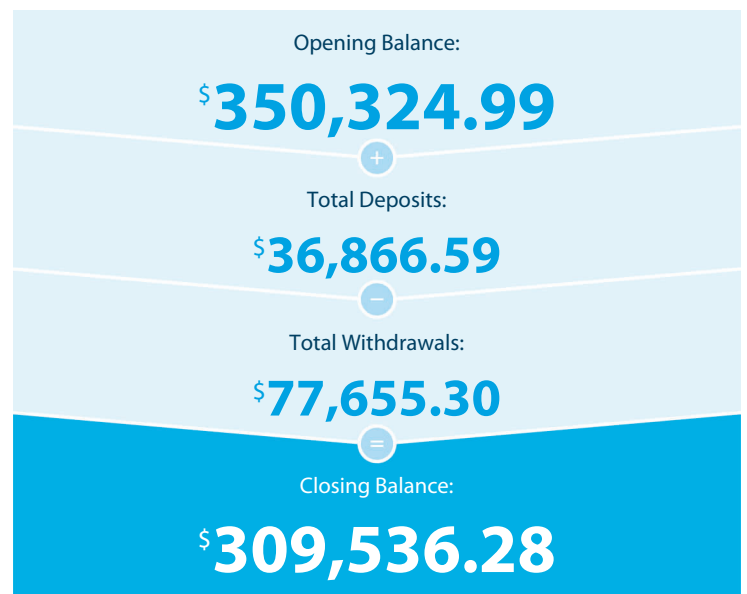 Opening Balance:
$350,324.99
+
Total Deposits:
$36,866.59
−
Total Withdrawals:
$77,655.30
=
Closing Balance:
$309,536.28